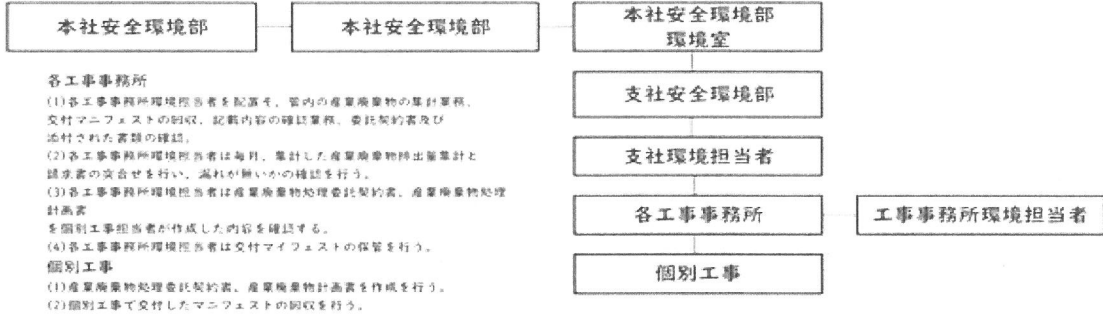 本社安全環境部
本社安全環境部
本社安全環境部
環境室
支社安全環境部
支社環境担当者
各工事事務所
工事事務所環境担当者
個別工事
各工事事務所
(1)各工事事務所環境担当者を配置そ、管内の産業廃棄物の集計業務、
交付マニフェストの回収、記載内容の確認業務、委託契約書及び
添付された書類の確認。
(2)各工事事務所環境担当者は毎月、集計した産業廃棄物排出量集計と
請求書の突合せを行い、漏れが無いかの確認を行う。
(3)各工事事務所環境担当者は産業廃棄物処理委託契約書、産業廃棄物処理
計画書
を個別工事担当者が作成した内容を確認する。
(4)各工事事務所環境担当者は交付マイフェストの保管を行う。
個別工事
(1)産業廃棄物処理委託契約書、産業廃棄物計画書を作成を行う。
(2)個別工事で交付したマニフェストの回収を行う。